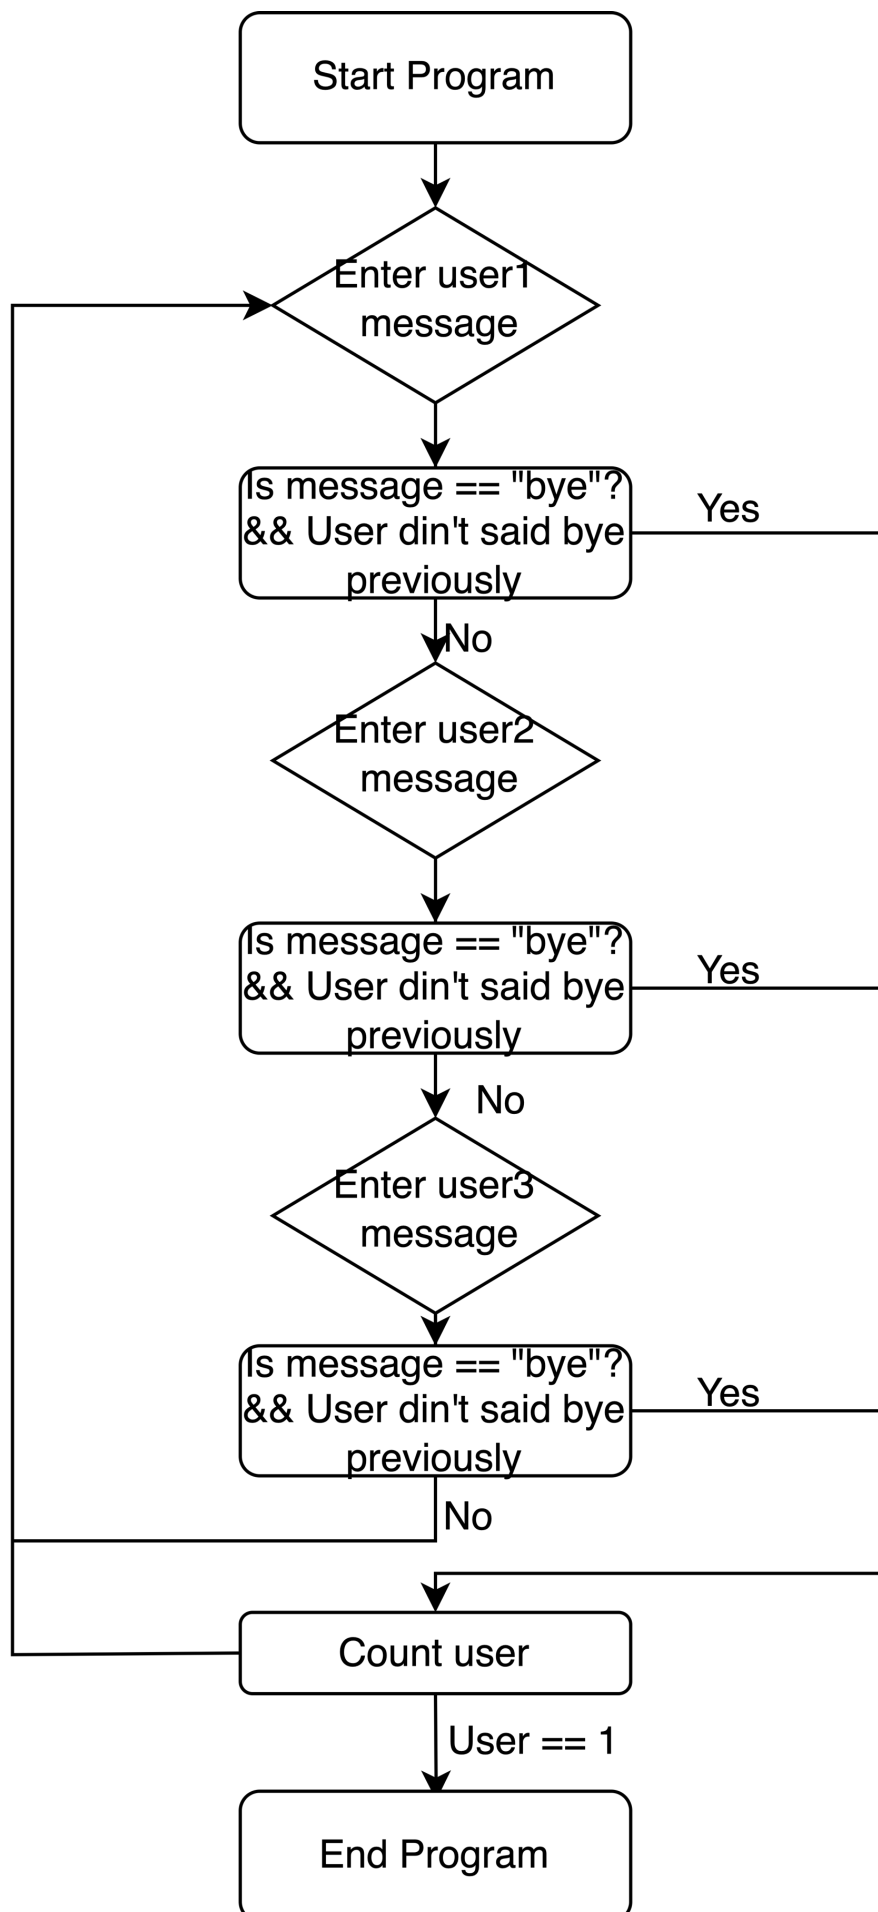 Start Program
Enter user1
message
Is message == "bye"?
&& User din't said bye
previously
Yes
No
Enter user2
message
Is message == "bye"?
&& User din't said bye
previously
Yes
No
Enter user3
message
Is message == "bye"?
&& User din't said bye
previously
Yes
No
Count user
User == 1
End Program